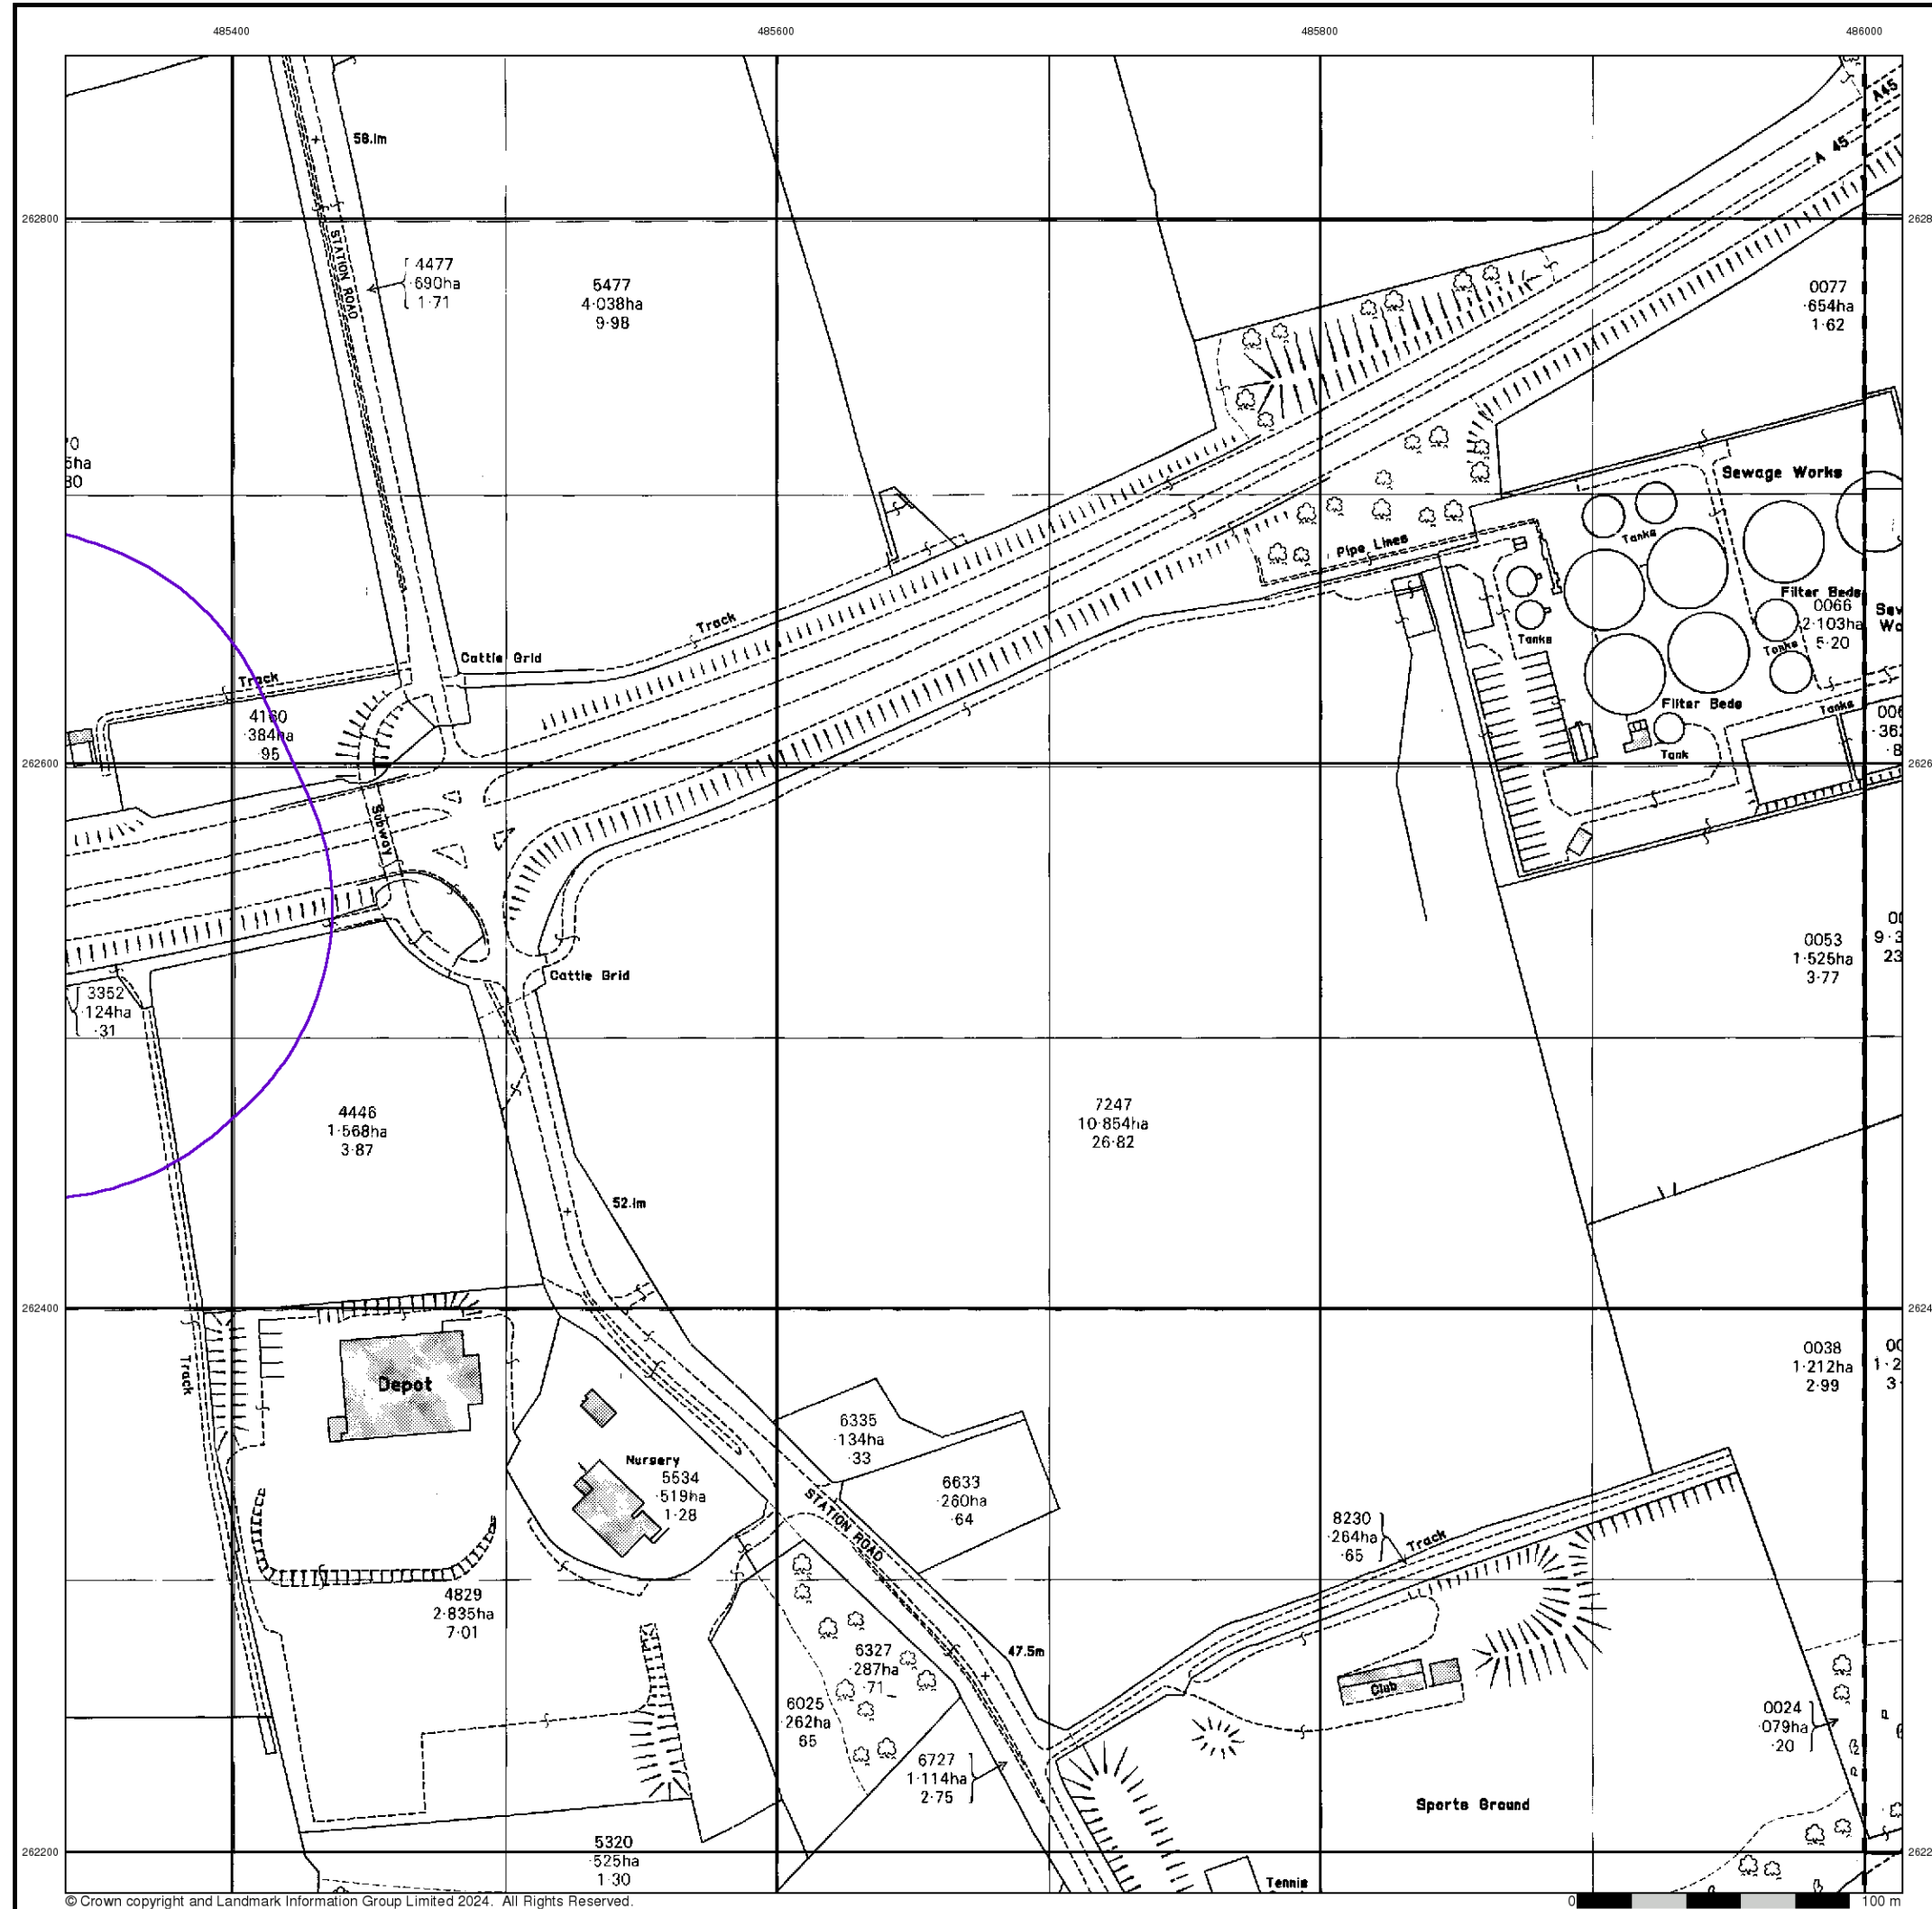 485400
485600
485800
486000
A45
A 45
58.1m
262800
STATION ROAD
4477
·690ha
1·71
5477
4·038ha
9·98
0077
·654ha
1·62
Sewage Works
Tanks
Pipe Lines
Filter Beds
0066
2·103ha
5·20
Tanks
Tanks
Track
Cattle Grid
Track
4160
·384ha
·95
Filter Beds
Tanks
Tank
262600
Subway
0053
1·525ha
3·77
Cattle Grid
3352
·124ha
·31
4446
1·568ha
3·87
7247
10·854ha
26·82
52.1m
262400
Track
Depot
0038
1·212ha
2·99
6335
·134ha
·33
Nursery
5534
·519ha
1·28
6633
·260ha
·64
STATION ROAD
8230
·264ha
·65
Track
4829
2·835ha
7·01
6327
·287ha
·71
47.5m
6025
·262ha
65
Club
0024
·079ha
·20
6727
1·114ha
2·75
Sports Ground
262200
5320
·525ha
1·30
Tennis
© Crown copyright and Landmark Information Group Limited 2024. All Rights Reserved.
0
100 m